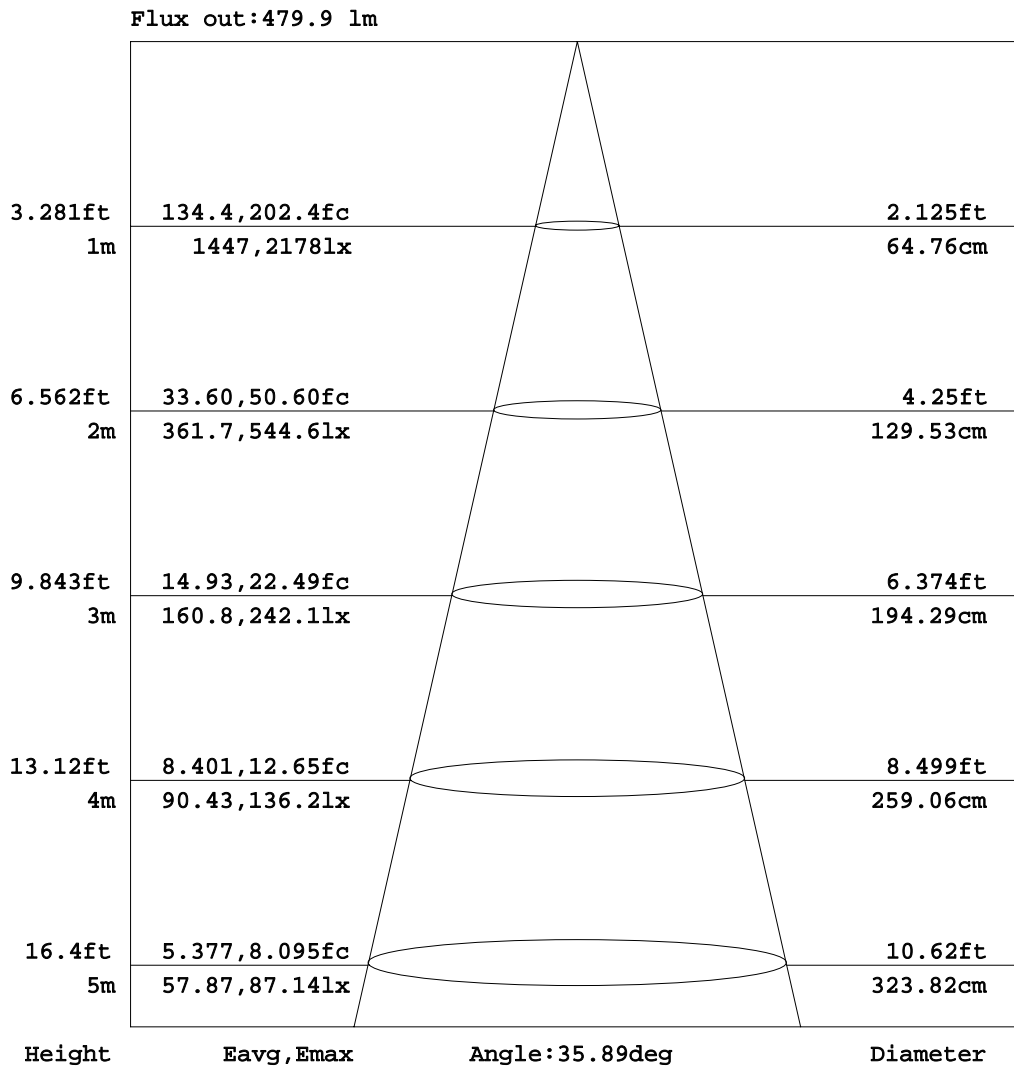 Flux out:479.9 lm
3.281ft 134.4,202.4fc 2.125ft
1m 1447,2178lx 64.76cm
6.562ft 33.60,50.60fc 4.25ft
2m 361.7,544.6lx 129.53cm
9.843ft 14.93,22.49fc 6.374ft
3m 160.8,242.1lx 194.29cm
13.12ft 8.401,12.65fc 8.499ft
4m 90.43,136.2lx 259.06cm
16.4ft 5.377,8.095fc 10.62ft
5m 57.87,87.14lx 323.82cm
Height Eavg,Emax Angle:35.89deg Diameter